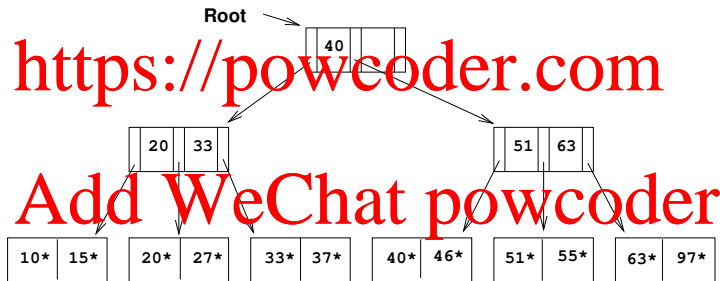 Root
40
https://powcoder.com
20 33 51 63
Add WeChat powcoder
10* 15* 20* 27* 33* 37* 40* 46* 51* 55* 63* 97*